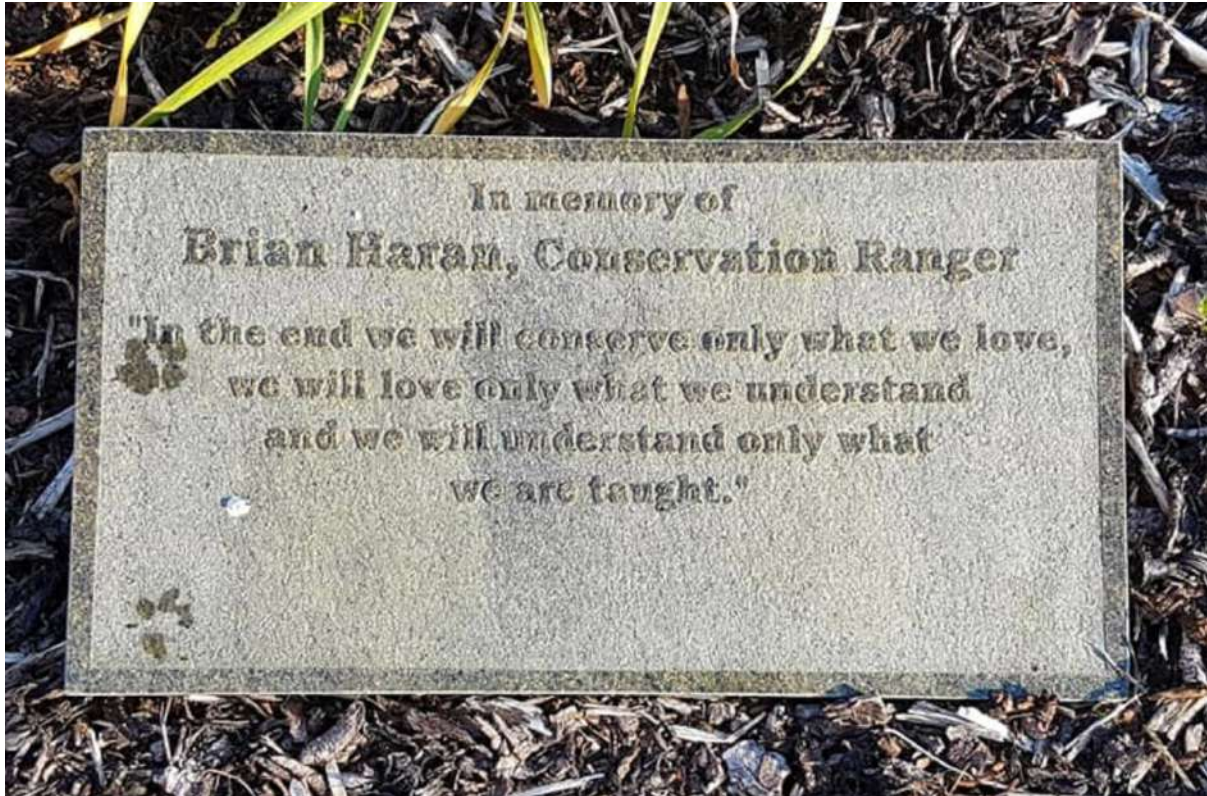 In memory of
Brian Haran, Conservation Ranger
"In the end we will conserve only what we love,
we will love only what we understand
and we will understand only what
we are taught."